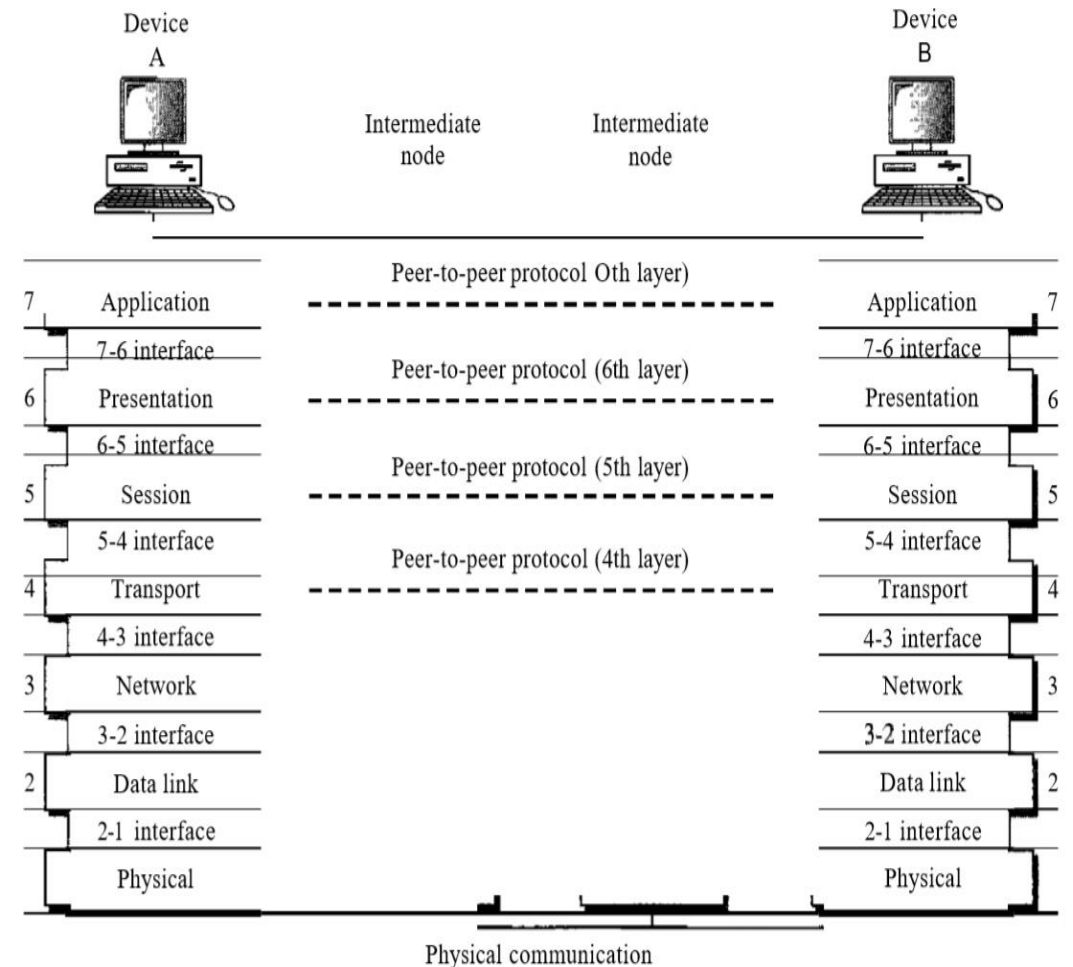 Device
A
Device
B
Intermediate
node
Intermediate
node
Peer-to-peer protocol Oth layer)
7 Application
Application 7
7-6 interface
7-6 interface
Peer-to-peer protocol (6th layer)
6 Presentation
Presentation 6
6-5 interface
6-5 interface
Peer-to-peer protocol (5th layer)
5 Session
Session 5
5-4 interface
5-4 interface
Peer-to-peer protocol (4th layer)
4 Transport
Transport 4
4-3 interface
4-3 interface
3 Network
Network 3
3-2 interface
3-2 interface
2 Data link
Data link 2
2-1 interface
2-1 interface
Physical
Physical
Physical communication